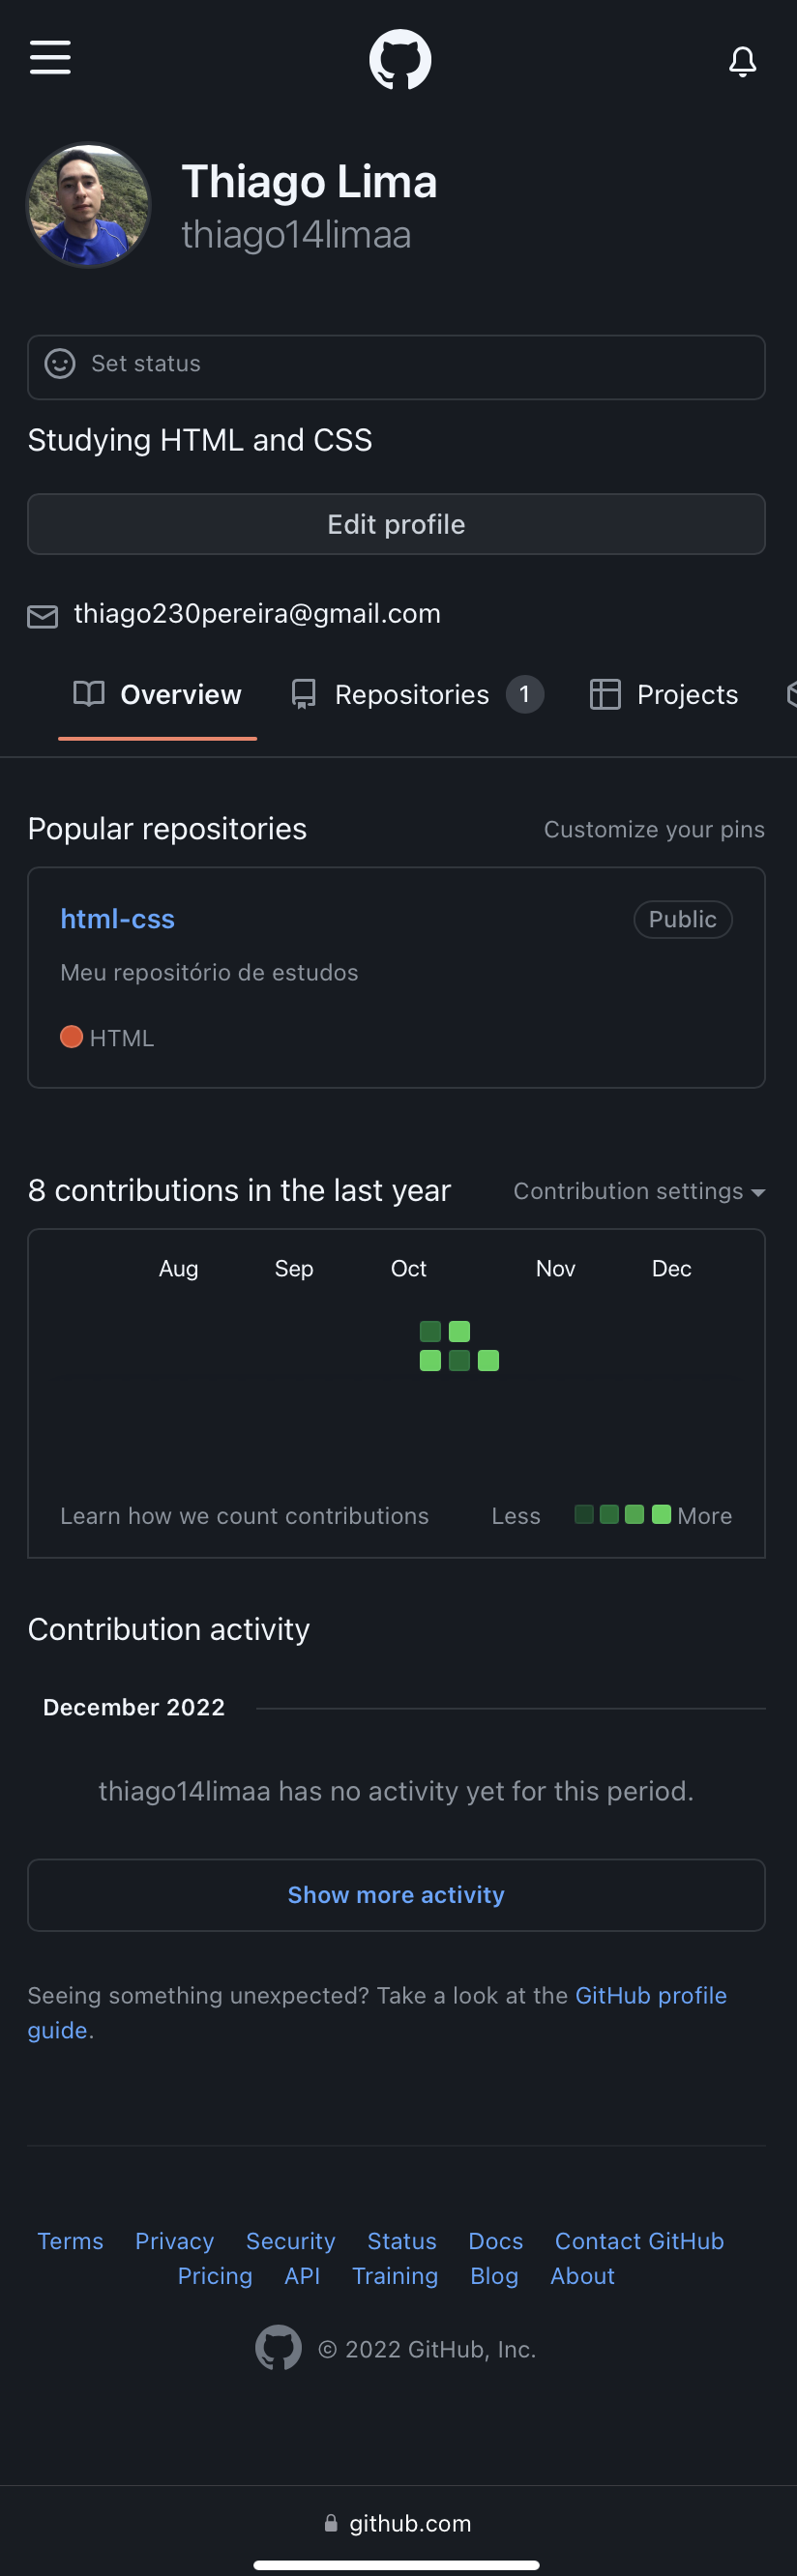 Thiago Lima
thiago14limaa
Set status
Studying HTML and CSS
Edit profile
thiago230pereira@gmail.com
Overview Repositories 1 Projects
Popular repositories Customize your pins
html-css Public
Meu repositório de estudos
HTML
8 contributions in the last year Contribution settings
Aug Sep Oct Nov Dec
Learn how we count contributions Less More
Contribution activity
December 2022
thiago14limaa has no activity yet for this period.
Show more activity
Seeing something unexpected? Take a look at the GitHub profile
guide.
Terms Privacy Security Status Docs Contact GitHub
Pricing API Training Blog About
© 2022 GitHub, Inc.
github.com